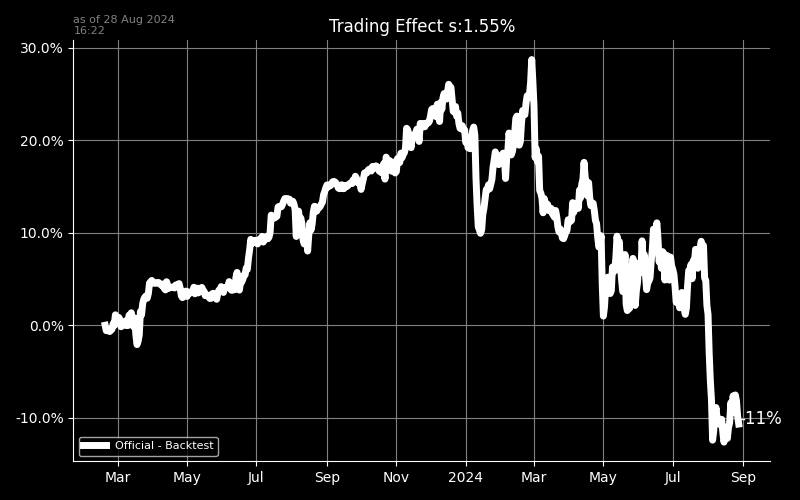 as of 28 Aug 2024
16:22
Trading Effect s:1.55%
30.0%
20.0%
10.0%
0.0%
-10.0%
-11%
Official - Backtest
Mar May Jul Sep Nov 2024 Mar May Jul Sep